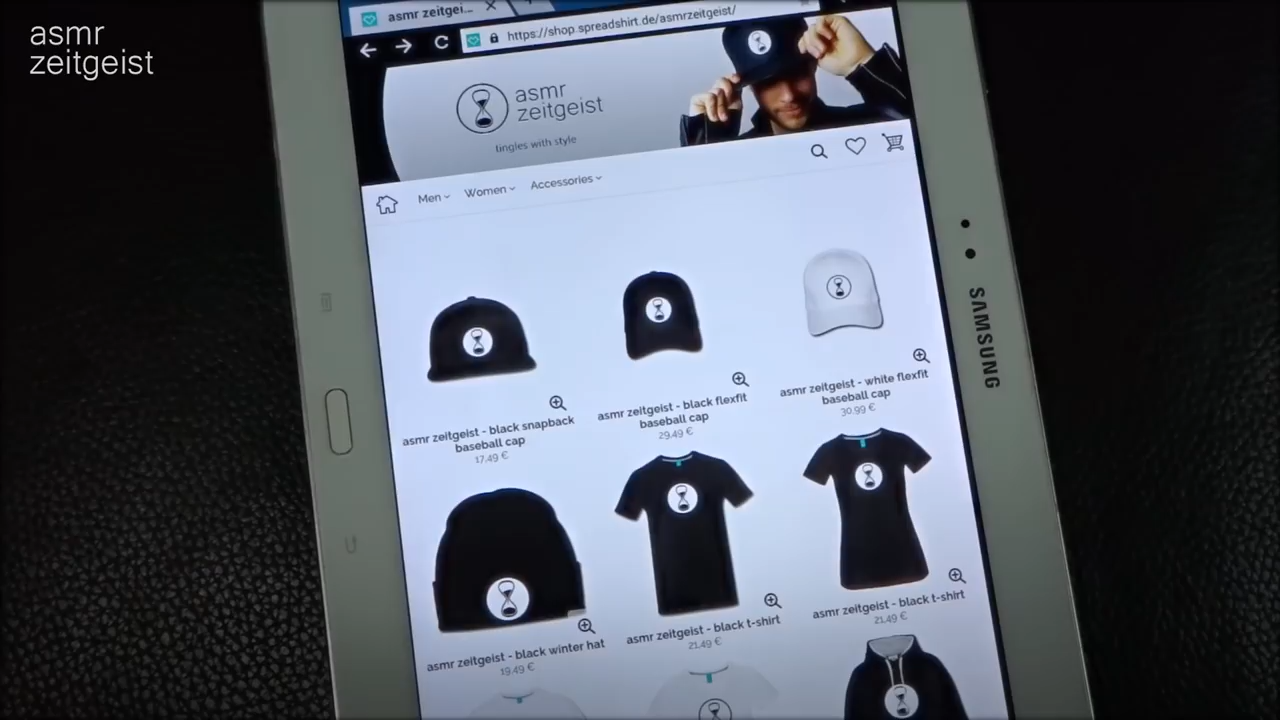 asmr
zeitgeist
asmr zeitgei...
https://shop.spreadshirt.de/asmrzeitgeist/
asmr
zeitgeist
tingles with style
Men
Women
Accessories
asmr zeitgeist - black snapback
baseball cap
17,49 €
asmr zeitgeist - black flexfit
baseball cap
29,49 €
asmr zeitgeist - white flexfit
baseball cap
30,99 €
asmr zeitgeist - black winter hat
19,49 €
asmr zeitgeist - black t-shirt
21,49 €
asmr zeitgeist - black t-shirt
21,49 €
SAMSUNG